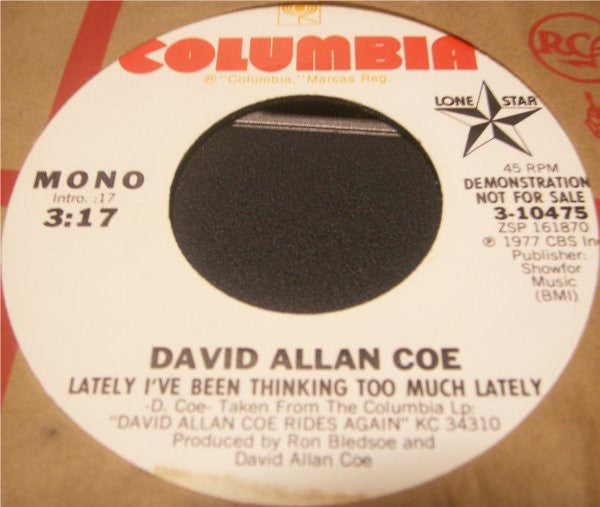 COLUMBIA
® "Columbia," Marcas Reg.
RCA
LONE STAR
MONO
Intro. :17
3:17
45 RPM
DEMONSTRATION
NOT FOR SALE
3-10475
ZSP 161870
℗ 1977 CBS
Publisher:
Showfor
Music
(BMI)
DAVID ALLAN COE
LATELY I'VE BEEN THINKING TOO MUCH LATELY
-D. Coe- Taken From The Columbia Lp:
"DAVID ALLAN COE RIDES AGAIN" KC 34310
Produced by Ron Bledsoe and
David Allan Coe